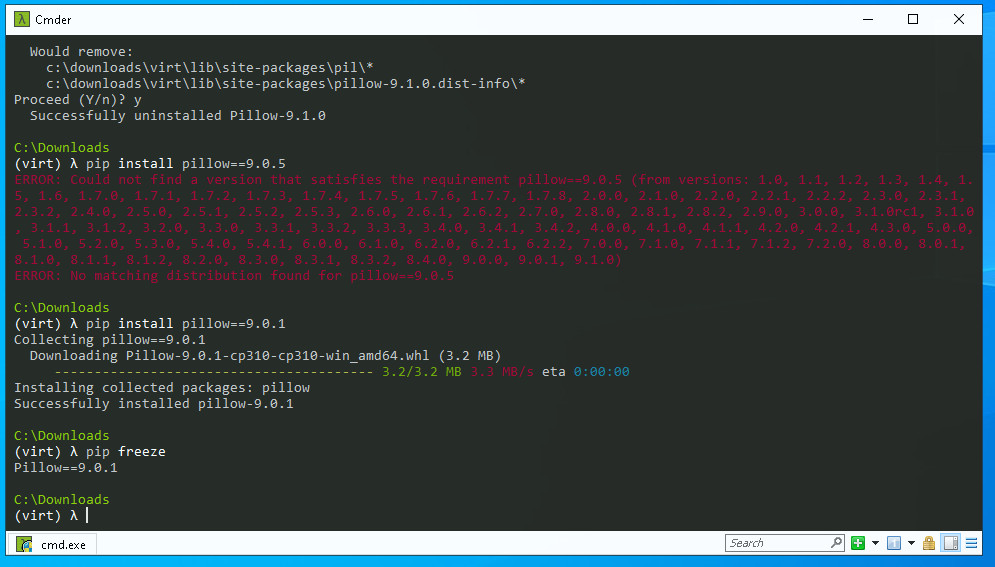 Cmder
Would remove:
c:\downloads\virt\lib\site-packages\pil\*
c:\downloads\virt\lib\site-packages\pillow-9.1.0.dist-info\*
Proceed (Y/n)? y
Successfully uninstalled Pillow-9.1.0
C:\Downloads
(virt) λ pip install pillow==9.0.5
ERROR: Could not find a version that satisfies the requirement pillow==9.0.5 (from versions: 1.0, 1.1, 1.2, 1.3, 1.4, 1.
5, 1.6, 1.7.0, 1.7.1, 1.7.2, 1.7.3, 1.7.4, 1.7.5, 1.7.6, 1.7.7, 1.7.8, 2.0.0, 2.1.0, 2.2.0, 2.2.1, 2.2.2, 2.3.0, 2.3.1,
2.3.2, 2.4.0, 2.5.0, 2.5.1, 2.5.2, 2.5.3, 2.6.0, 2.6.1, 2.6.2, 2.7.0, 2.8.0, 2.8.1, 2.8.2, 2.9.0, 3.0.0, 3.1.0rc1, 3.1.0
, 3.1.1, 3.1.2, 3.2.0, 3.3.0, 3.3.1, 3.3.2, 3.3.3, 3.4.0, 3.4.1, 3.4.2, 4.0.0, 4.1.0, 4.1.1, 4.2.0, 4.2.1, 4.3.0, 5.0.0,
5.1.0, 5.2.0, 5.3.0, 5.4.0, 5.4.1, 6.0.0, 6.1.0, 6.2.0, 6.2.1, 6.2.2, 7.0.0, 7.1.0, 7.1.1, 7.1.2, 7.2.0, 8.0.0, 8.0.1,
8.1.0, 8.1.1, 8.1.2, 8.2.0, 8.3.0, 8.3.1, 8.3.2, 8.4.0, 9.0.0, 9.0.1, 9.1.0)
ERROR: No matching distribution found for pillow==9.0.5
C:\Downloads
(virt) λ pip install pillow==9.0.1
Collecting pillow==9.0.1
Downloading Pillow-9.0.1-cp310-cp310-win_amd64.whl (3.2 MB)
---------------------------------------- 3.2/3.2 MB 3.3 MB/s eta 0:00:00
Installing collected packages: pillow
Successfully installed pillow-9.0.1
C:\Downloads
(virt) λ pip freeze
Pillow==9.0.1
C:\Downloads
(virt) λ
cmd.exe
Search